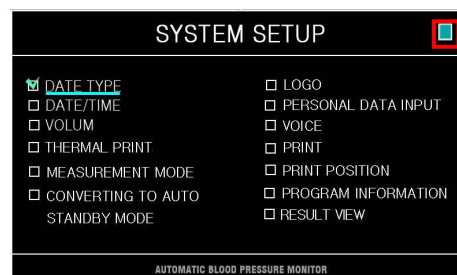 SYSTEM SETUP
DATE TYPE
DATE/TIME
VOLUM
THERMAL PRINT
MEASUREMENT MODE
CONVERTING TO AUTO
STANDBY MODE
LOGO
PERSONAL DATA INPUT
VOICE
PRINT
PRINT POSITION
PROGRAM INFORMATION
RESULT VIEW
AUTOMATIC BLOOD PRESSURE MONITOR